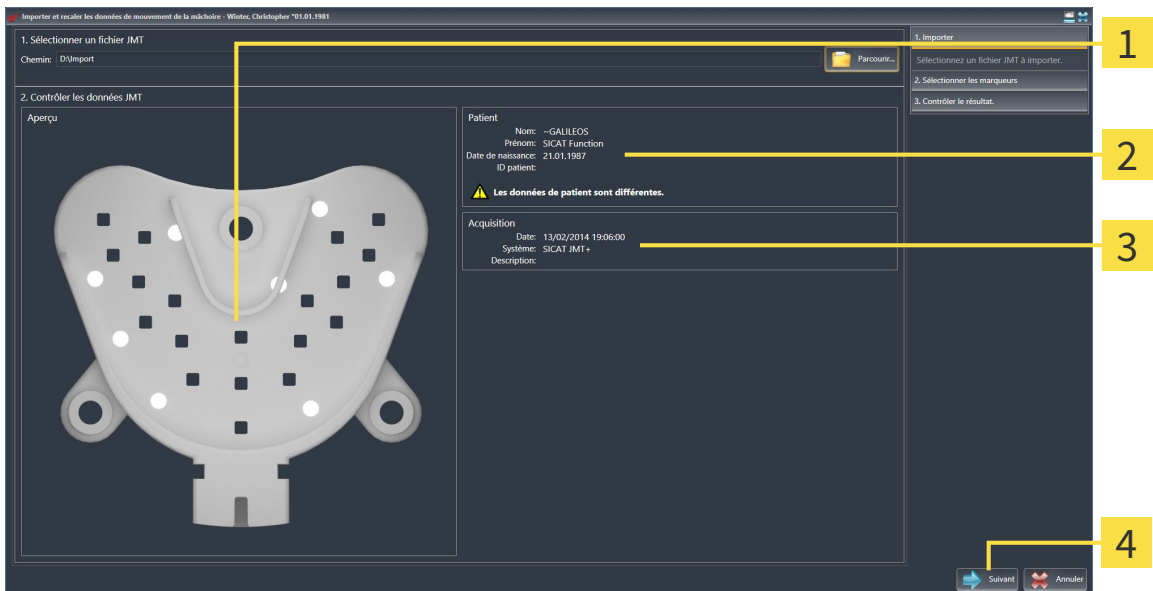 Importer et recaler les données de mouvement de la mâchoire - Winter, Christopher *01.01.1981
1. Sélectionner un fichier JMT
Chemin: D:\Import
Parcourir...
2. Contrôler les données JMT
Aperçu
Patient
Nom: ~GALILEOS
Prénom: SICAT Function
Date de naissance: 21.01.1987
ID patient:
Les données de patient sont différentes.
Acquisition
Date: 13/02/2014 19:06:00
Système: SICAT JMT+
Description:
1. Importer
Sélectionnez un fichier JMT à importer.
2. Sélectionner les marqueurs
3. Contrôler le résultat.
Suivant
Annuler
1
2
3
4